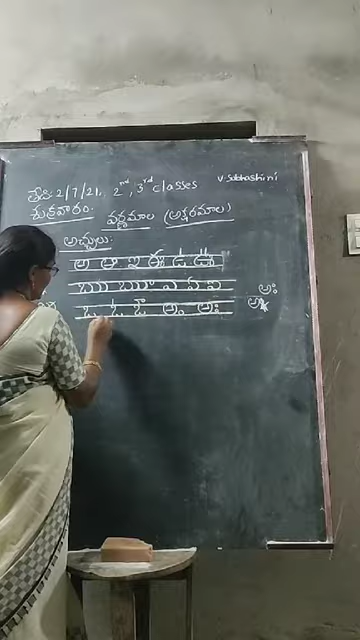 తేది: 2/7/21, 2nd, 3rd classes V. Subhashini
శుక్రవారం. వర్ణమాల (అక్షరమాల)
అచ్చులు:
అ ఆ ఇ ఈ ఉ ఊ
ఋ ౠ ఎ ఏ ఐ
ఒ ఓ ఔ అం అః
అః